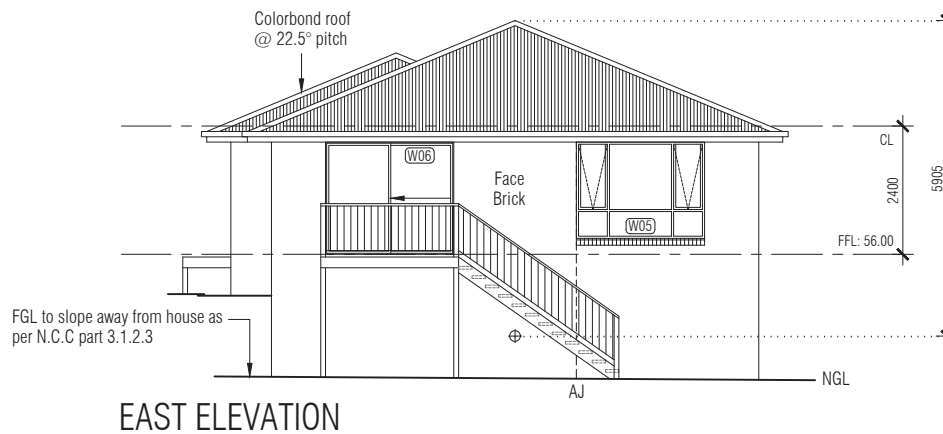 Colorbond roof
@ 22.5° pitch
W06
Face
Brick
W05
CL
2400
5905
FFL: 56.00
FGL to slope away from house as
per N.C.C part 3.1.2.3
NGL
AJ
EAST ELEVATION